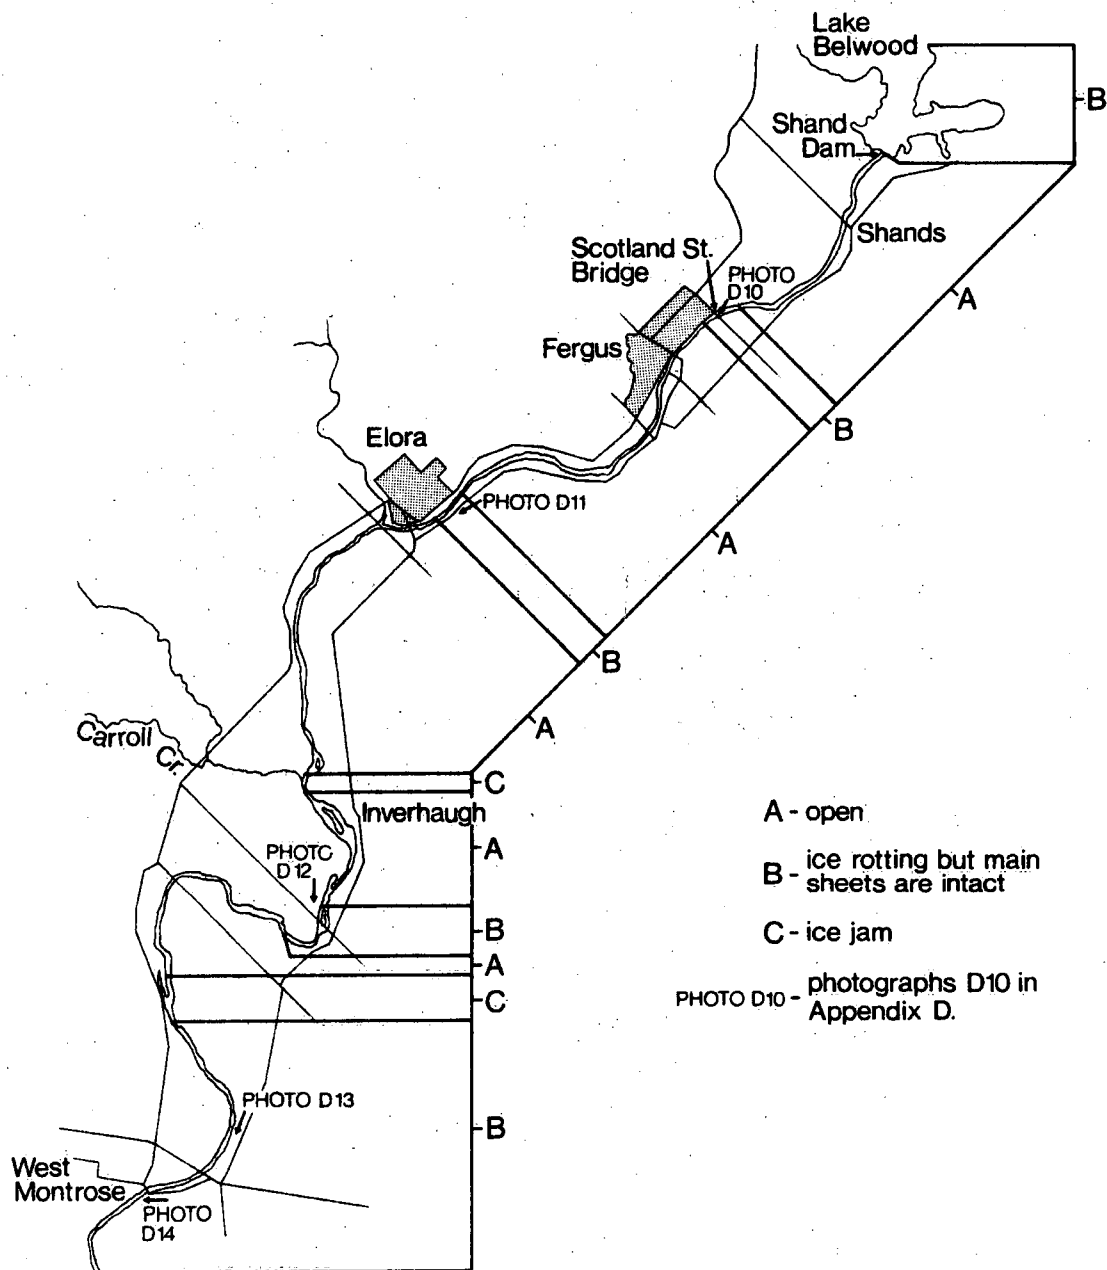 Lake
Belwood
B
Shand
Dam
Shands
Scotland St.
Bridge
PHOTO
D10
A
Fergus
B
Elora
PHOTO D11
A
B
A
Carroll
Cr.
C
Inverhaugh
A
PHOTO
D12
B
A
C
PHOTO D13
B
West
Montrose
PHOTO
D14
A - open
B - ice rotting but main
sheets are intact
C - ice jam
PHOTO D10 - photographs D10 in
Appendix D.